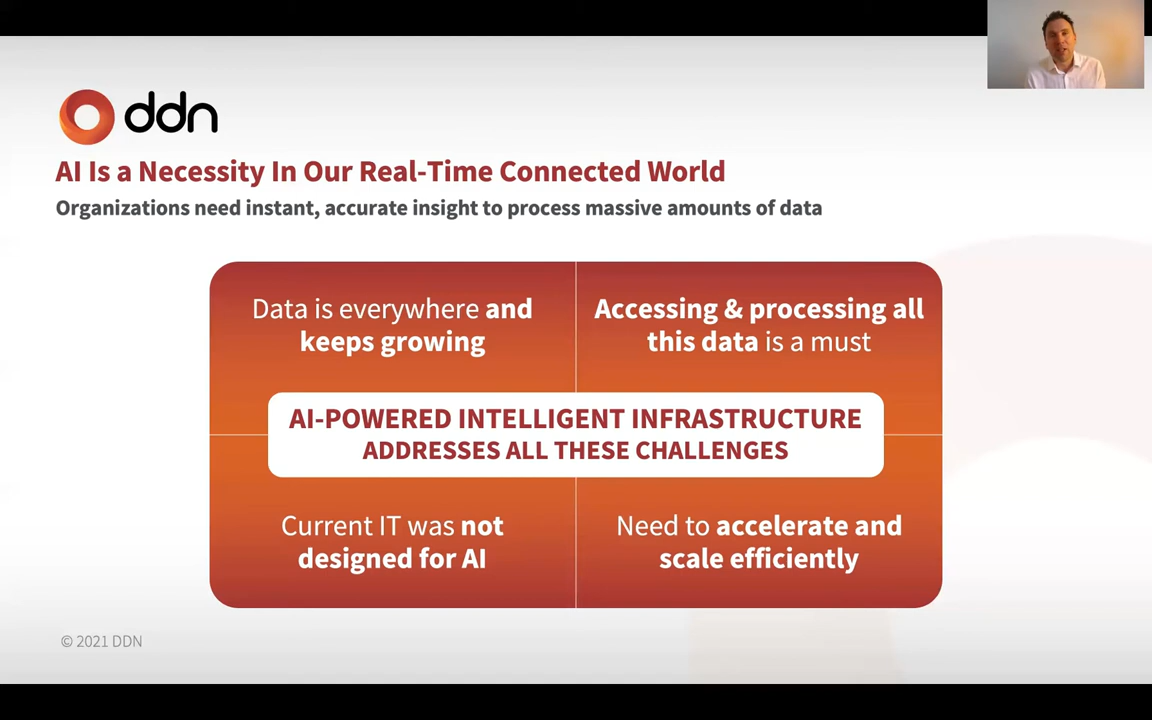 ddn
AI Is a Necessity In Our Real-Time Connected World
Organizations need instant, accurate insight to process massive amounts of data
Data is everywhere and
keeps growing
Accessing & processing all
this data is a must
AI-POWERED INTELLIGENT INFRASTRUCTURE
ADDRESSES ALL THESE CHALLENGES
Current IT was not
designed for AI
Need to accelerate and
scale efficiently
© 2021 DDN